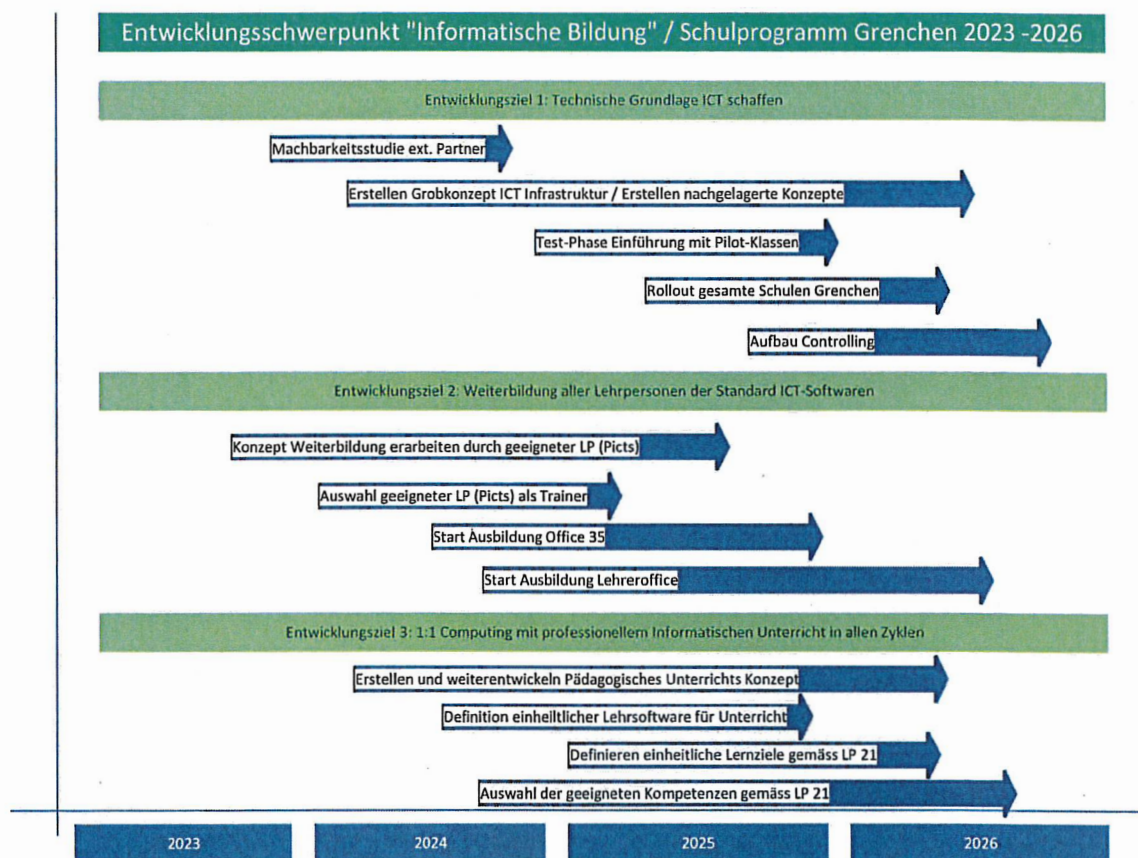 Entwicklungsschwerpunkt "Informatische Bildung" / Schulprogramm Grenchen 2023 -2026
Entwicklungsziel 1: Technische Grundlage ICT schaffen
Machbarkeitsstudie ext. Partner
Erstellen Grobkonzept ICT Infrastruktur / Erstellen nachgelagerte Konzepte
Test-Phase Einführung mit Pilot-Klassen
Rollout gesamte Schulen Grenchen
Aufbau Controlling
Entwicklungsziel 2: Weiterbildung aller Lehrpersonen der Standard ICT-Softwaren
Konzept Weiterbildung erarbeiten durch geeigneter LP (Picts)
Auswahl geeigneter LP (Picts) als Trainer
Start Ausbildung Office 35
Start Ausbildung Lehreroffice
Entwicklungsziel 3: 1:1 Computing mit professionellem Informatischen Unterricht in allen Zyklen
Erstellen und weiterentwickeln Pädagogisches Unterrichts Konzept
Definition einheiltlicher Lehrsoftware für Unterricht
Definieren einheitliche Lernziele gemäss LP 21
Auswahl der geeigneten Kompetenzen gemäss LP 21
2023
2024
2025
2026